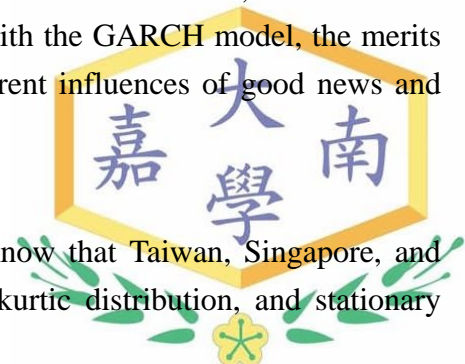 with the GARCH model, the merits
rent influences of good news and
大
嘉 南
學
now that Taiwan, Singapore, and
kurtic distribution, and stationary